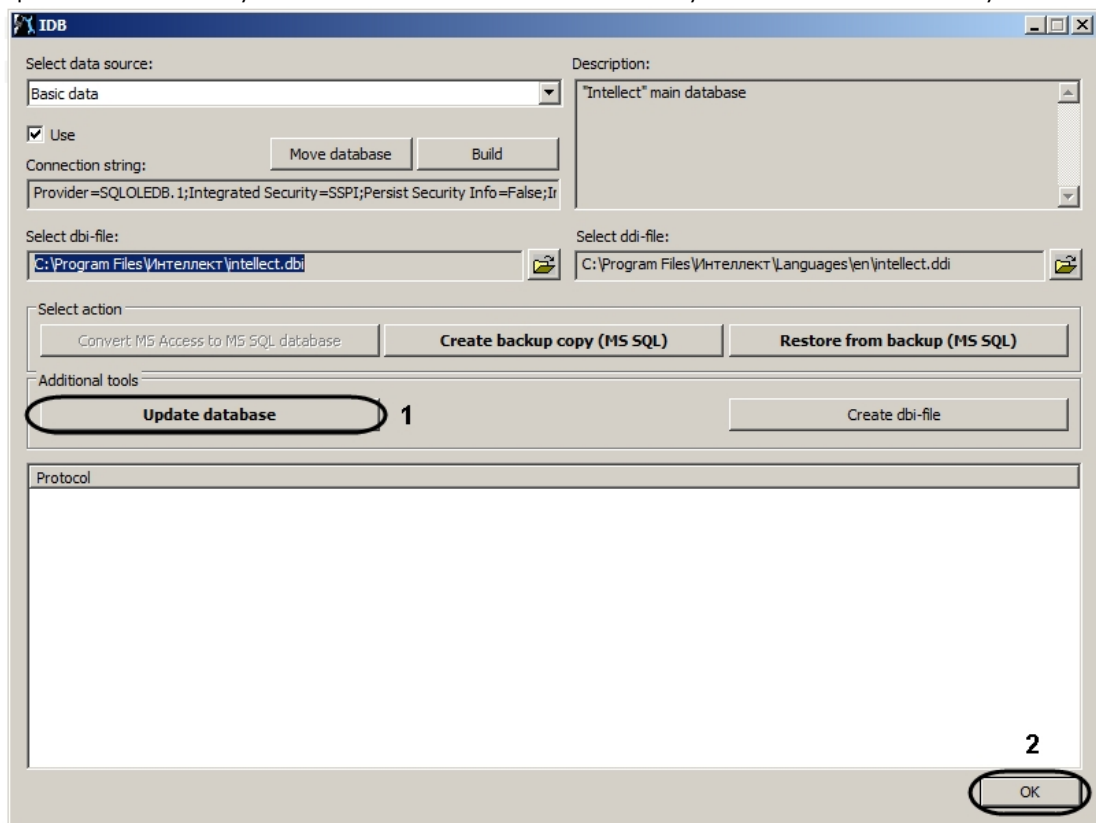 IDB
Select data source:
Description:
Basic data
"Intellect" main database
Use
Move database
Build
Connection string:
Provider=SQLOLEDB.1;Integrated Security=SSPI;Persist Security Info=False;
Select dbi-file:
Select ddi-file:
C:\Program Files\Интеллект\intellect.dbi
C:\Program Files\Интеллект\Languages\en\intellect.ddi
Select action
Convert MS Access to MS SQL database
Create backup copy (MS SQL)
Restore from backup (MS SQL)
Additional tools
Update database
1
Create dbi-file
Protocol
2
OK